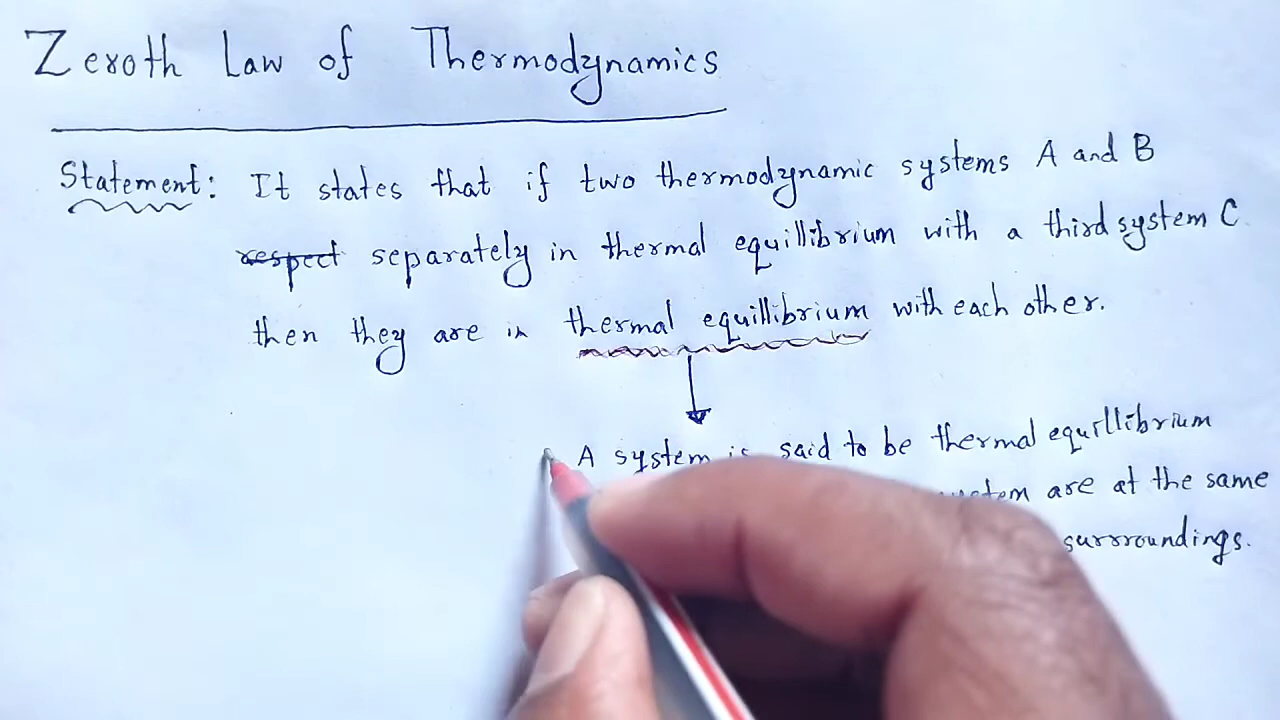 Zeroth Law of Thermodynamics
Statement: It states that if two thermodynamic systems A and B
respect separately in thermal equillibrium with a third system C
then they are in thermal equillibrium with each other.
A system is said to be thermal equillibrium
are at the same
surrroundings.